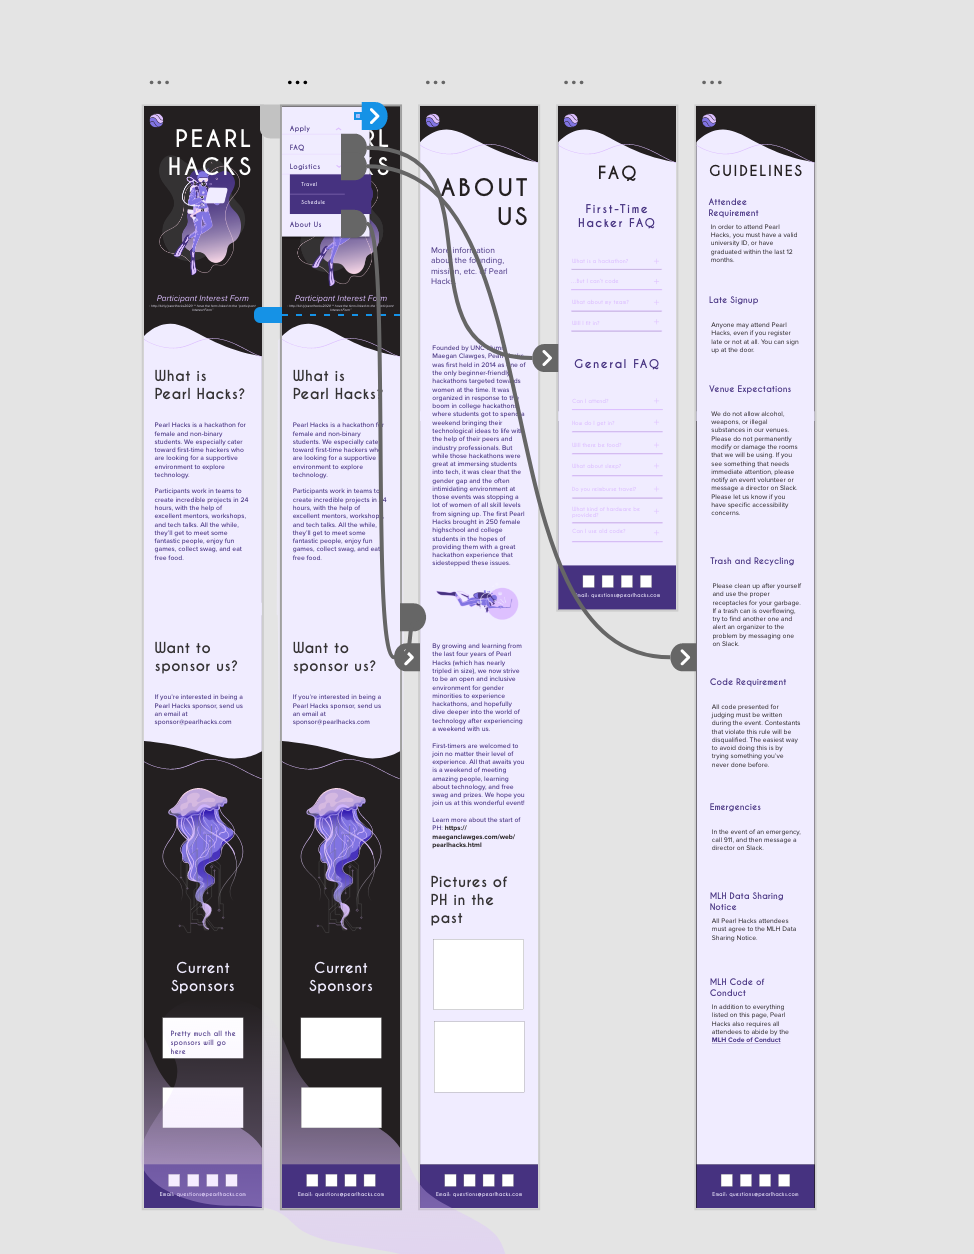 PEARL
HACKS
Participant Interest Form
What is
Pearl Hacks?
Pearl Hacks is a hackathon for
female and non-binary
students. We especially cater
toward first-time hackers who
are looking for a supportive
environment to explore
technology.
Participants work in teams to
create incredible projects in 24
hours, with the help of
excellent mentors, workshops,
and tech talks. All the while,
they'll get to meet some
fantastic people, enjoy fun
games, collect swag, and eat
free food.
Want to
sponsor us?
If you're interested in being a
Pearl Hacks sponsor, send us
an email at
sponsor@pearlhacks.com
Current
Sponsors
Pretty much all the
sponsors will go
here
Email: questions@pearlhacks.com
Apply
FAQ
Logistics
Travel
Schedule
About Us
Participant Interest Form
What is
Pearl Hacks?
Pearl Hacks is a hackathon for
female and non-binary
students. We especially cater
toward first-time hackers who
are looking for a supportive
environment to explore
technology.
Participants work in teams to
create incredible projects in 24
hours, with the help of
excellent mentors, workshops,
and tech talks. All the while,
they'll get to meet some
fantastic people, enjoy fun
games, collect swag, and eat
free food.
Want to
sponsor us?
If you're interested in being a
Pearl Hacks sponsor, send us
an email at
sponsor@pearlhacks.com
Current
Sponsors
Email: questions@pearlhacks.com
ABOUT
US
More information
about the founding,
mission, etc. of Pearl
Hacks.
Founded by UNC alumna
Maegan Clawges, Pearl Hacks
was first held in 2014 as one of
the only beginner-friendly
hackathons targeted towards
women at the time. It was
organized in response to the
boom in college hackathons
where students got to spend a
weekend bringing their
technological ideas to life with
the help of their peers and
industry professionals. But
while those hackathons were
great at immersing students
into tech, it was clear that the
gender gap and the often
intimidating environment at
those events was stopping a
lot of women of all skill levels
from signing up. The first Pearl
Hacks brought in 250 female
highschool and college
students in the hopes of
providing them with a great
hackathon experience that
sidestepped these issues.
By growing and learning from
the last four years of Pearl
Hacks (which has nearly
tripled in size), we now strive
to be an open and inclusive
environment for gender
minorities to experience
hackathons, and hopefully
dive deeper into the world of
technology after experiencing
a weekend with us.
First-timers are welcomed to
join no matter their level of
experience. All that awaits you
is a weekend of meeting
amazing people, learning
about technology, and free
swag and prizes. We hope you
join us at this wonderful event!
Learn more about the start of
PH: https://
maeganclawges.com/web/
pearlhacks.html
Pictures of
PH in the
past
Email: questions@pearlhacks.com
FAQ
First-Time
Hacker FAQ
What is a hackathon?
...But I can't code
What about my ideas?
Will I fit in?
General FAQ
Can I attend?
How do I get in?
Will there be food?
What about sleep?
Do you sponsor travel?
What kind of hardware be
provided?
Can I use old code?
Email: questions@pearlhacks.com
GUIDELINES
Attendee
Requirement
In order to attend Pearl
Hacks, you must have a valid
university ID, or have
graduated within the last 12
months.
Late Signup
Anyone may attend Pearl
Hacks, even if you register
late or not at all. You can sign
up at the door.
Venue Expectations
We do not allow alcohol,
weapons, or illegal
substances in our venues.
Please do not permanently
modify or damage the rooms
that we will be using. If you
see something that needs
immediate attention, please
notify an event volunteer or
message a director on Slack.
Please let us know if you
have specific accessibility
concerns.
Trash and Recycling
Please clean up after yourself
and use the proper
receptacles for your garbage.
If a trash can is overflowing,
try to find another one and
alert an organizer to the
problem by messaging one
on Slack.
Code Requirement
All code presented for
judging must be written
during the event. Contestants
that violate this rule will be
disqualified. The easiest way
to avoid doing this is by
trying something you've
never done before.
Emergencies
In the event of an emergency,
call 911, and then message a
director on Slack.
MLH Data Sharing
Notice
All Pearl Hacks attendees
must agree to the MLH Data
Sharing Notice.
MLH Code of
Conduct
In addition to everything
listed on this page, Pearl
Hacks also requires all
attendees to abide by the
MLH Code of Conduct
Email: questions@pearlhacks.com